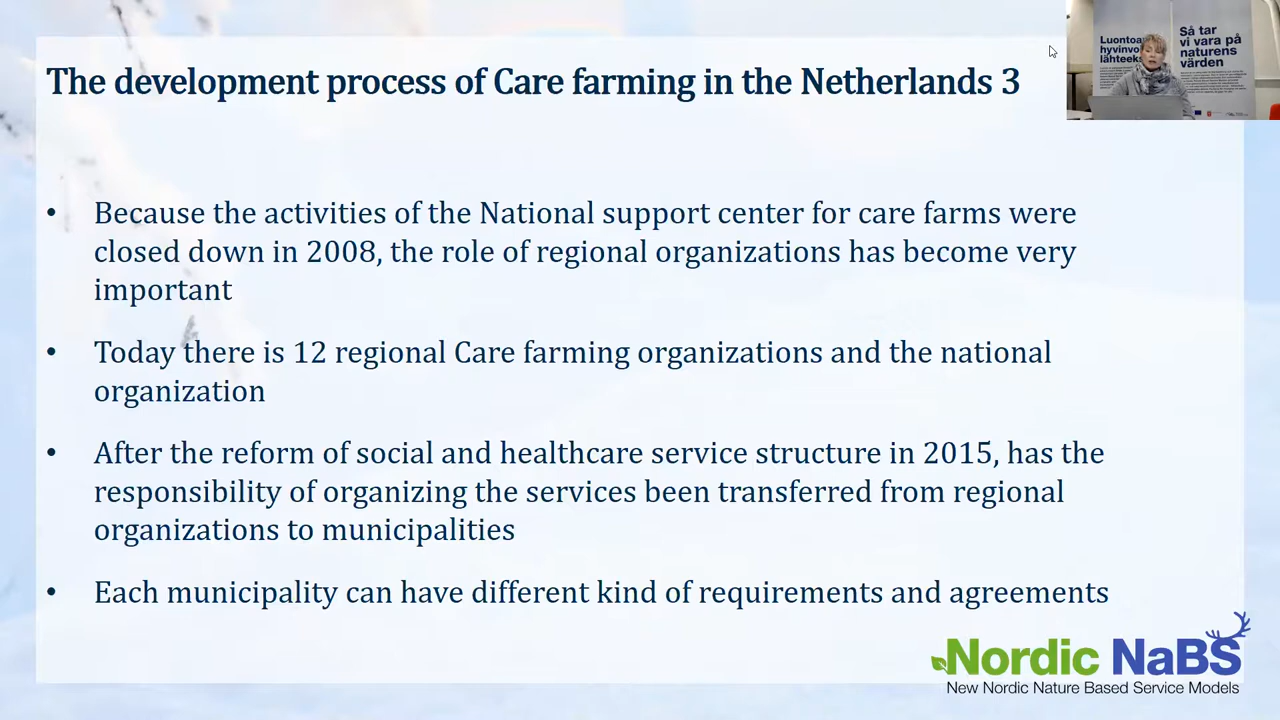 The development process of Care farming in the Netherlands 3
Luontoa
hyvinvo
lähteeks
Så tar
vi vara på
naturens
värden
• Because the activities of the National support center for care farms were
closed down in 2008, the role of regional organizations has become very
important
• Today there is 12 regional Care farming organizations and the national
organization
• After the reform of social and healthcare service structure in 2015, has the
responsibility of organizing the services been transferred from regional
organizations to municipalities
• Each municipality can have different kind of requirements and agreements
Nordic NaBS
New Nordic Nature Based Service Models